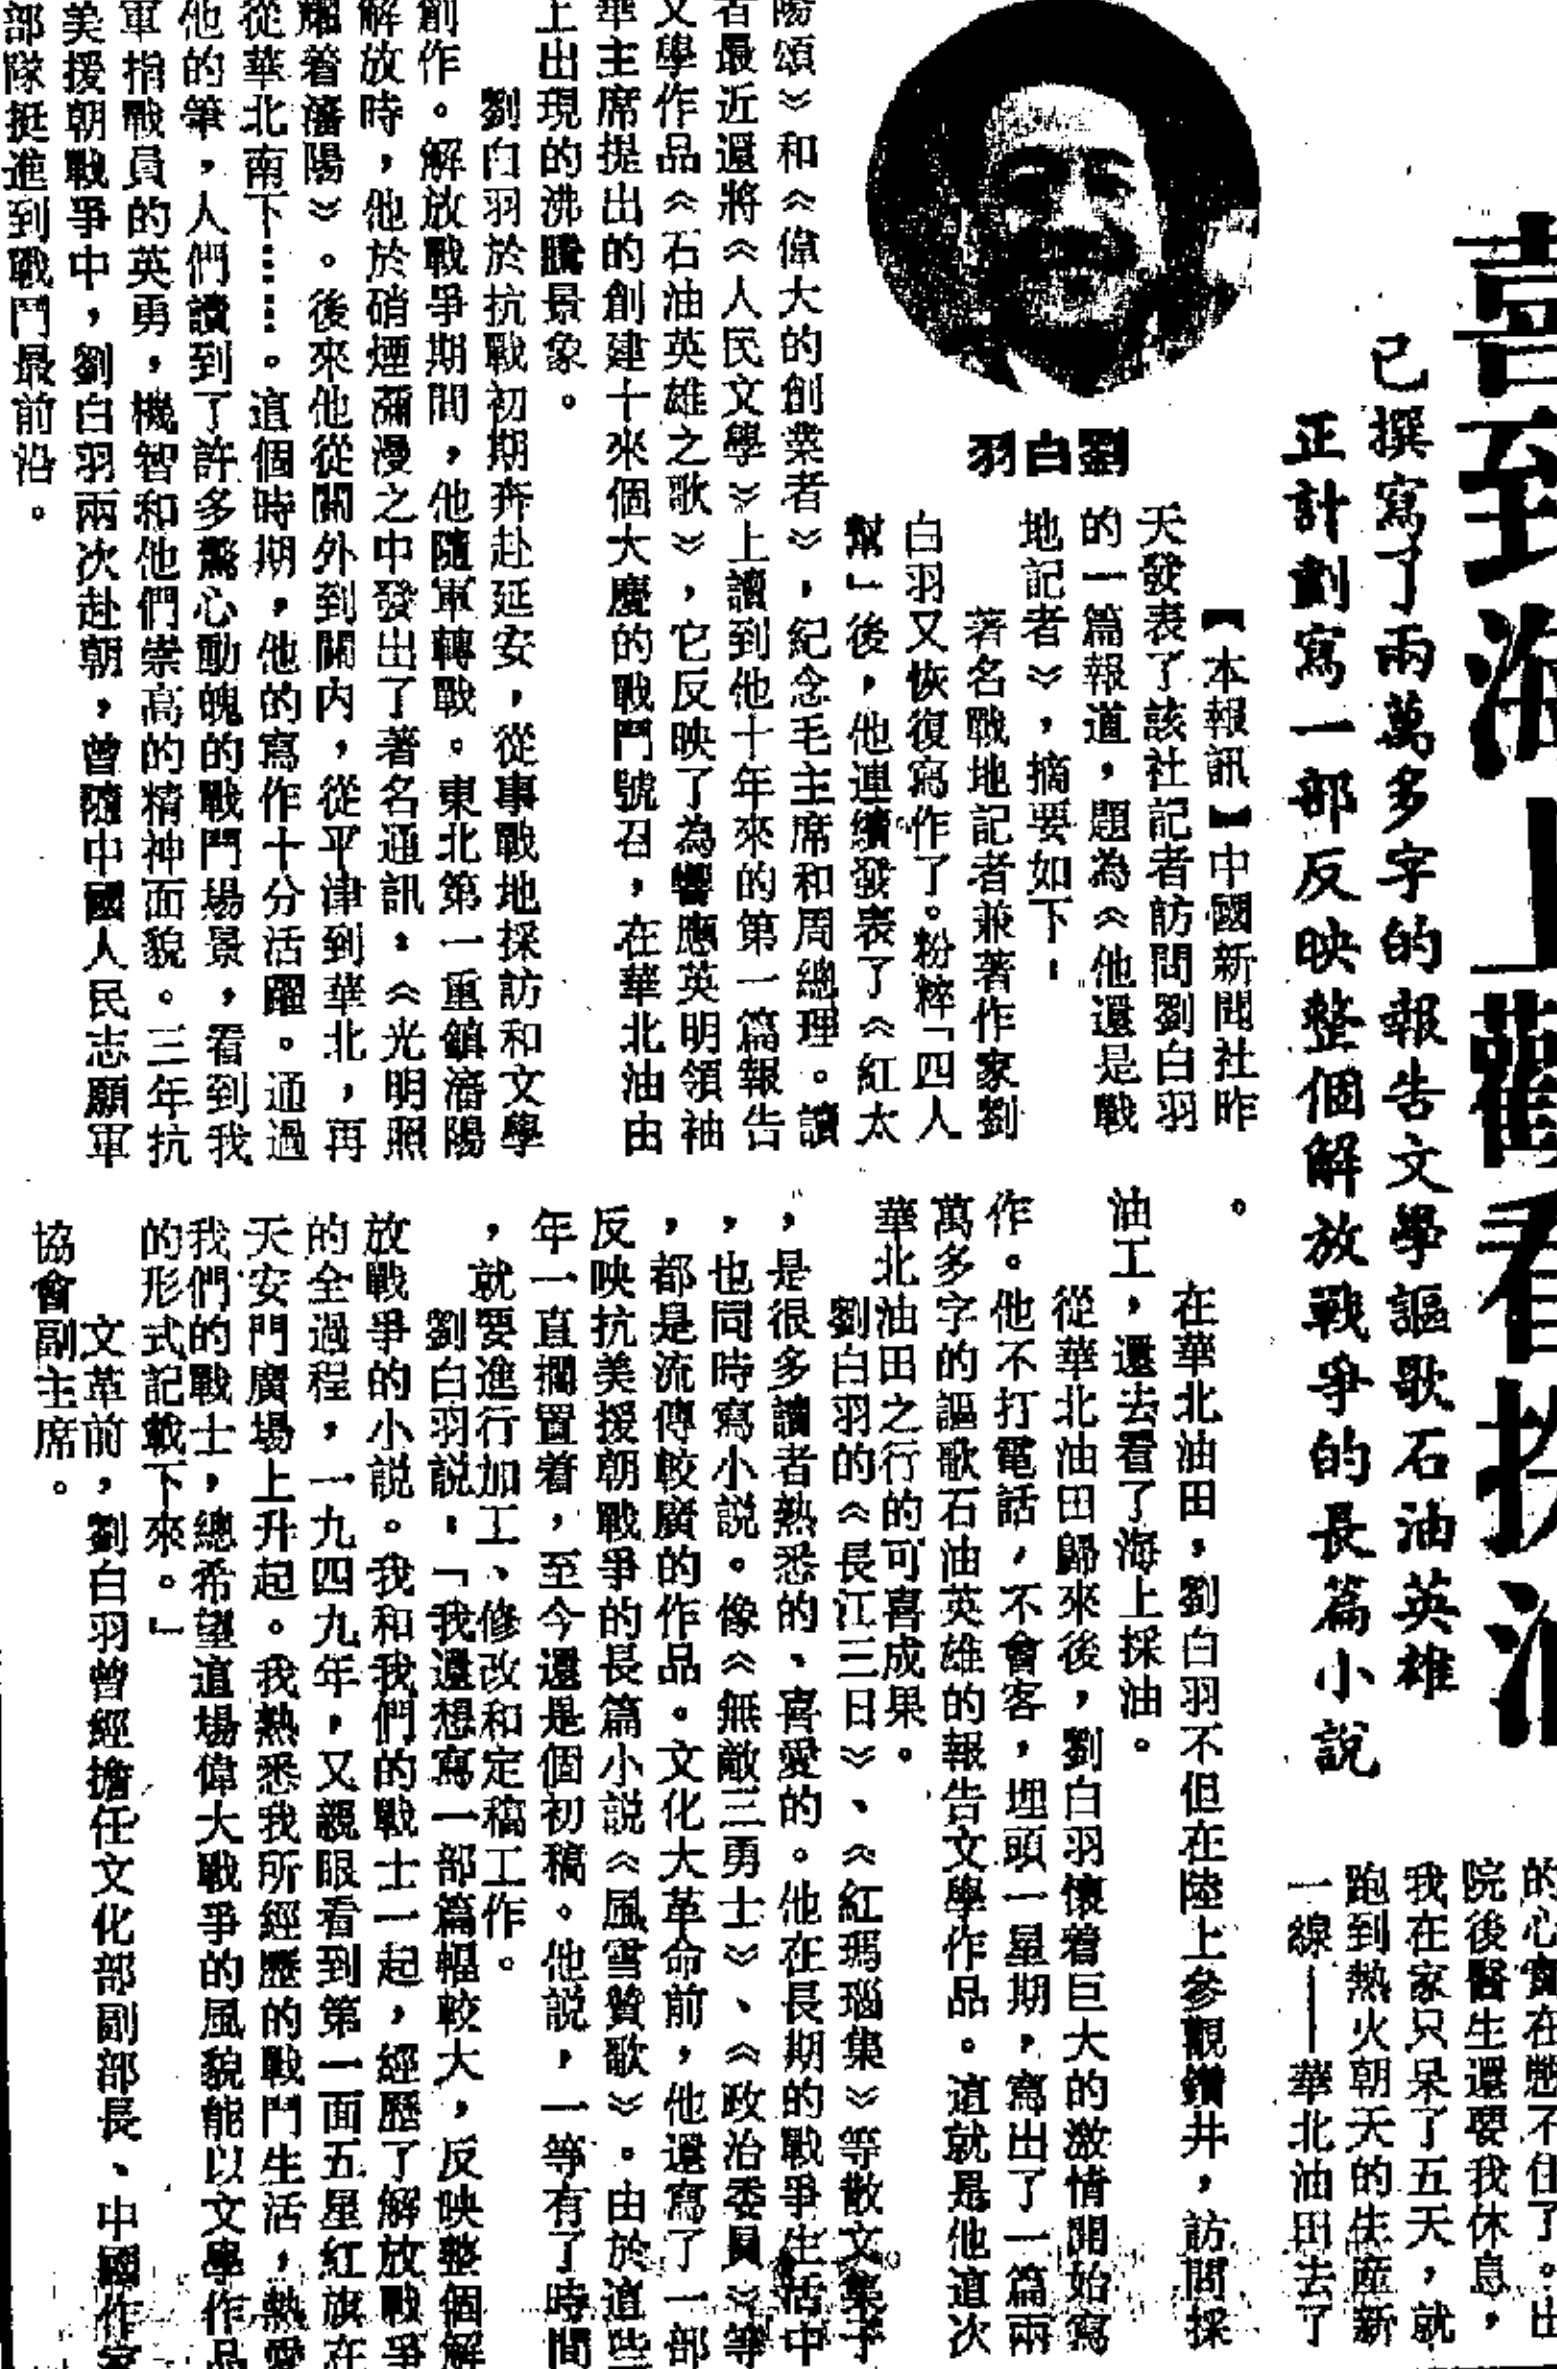 喜到海上觀看採油
已撰寫了兩萬多字的報告文學謳歌石油英雄
正計劃寫一部反映整個解放戰爭的長篇小說
劉白羽
【本報訊】中國新聞社昨
天發表了該社記者訪問劉白羽
的一篇報道，題為《他還是戰
地記者》，摘要如下：
著名戰地記者兼著作家劉
白羽又恢復寫作了。粉粹「四人
幫」後，他連續發表了《紅太
陽頌》和《偉大的創業者》，紀念毛主席和周總理。讀
者最近還將《人民文學》上讀到他十年來的第一篇報告
文學作品《石油英雄之歌》，它反映了為響應英明領袖
華主席提出的創建十來個大慶的戰鬥號召，在華北油由
上出現的沸騰景象。
劉白羽於抗戰初期奔赴延安，從事戰地採訪和文學
創作。解放戰爭期間，他隨軍轉戰。東北第一重鎮瀋陽
解放時，他於硝煙瀰漫之中發出了著名通訊：《光明照
耀着瀋陽》。後來他從關外到關內，從平津到華北，再
從華北南下……。這個時期，他的寫作十分活躍。通過
他的筆，人們讀到了許多驚心動魄的戰鬥場景，看到我
軍指戰員的英勇，機智和他們崇高的精神面貌。三年抗
美援朝戰爭中，劉白羽兩次赴朝，曾隨中國人民志願軍
部隊挺進到戰鬥最前沿。
的心實在憋不住了。出
院後醫生還要我休息，
我在家只呆了五天，就
跑到熱火朝天的生産新
一線——華北油田去了
。
在華北油田，劉白羽不但在陸上參觀鑽井，訪問採
油工，還去看了海上採油。
從華北油田歸來後，劉白羽懷着巨大的激情開始寫
作。他不打電話，不會客，埋頭一星期，寫出了一篇兩
萬多字的謳歌石油英雄的報告文學作品。這就是他這次
華北油田之行的可喜成果。
劉白羽的《長江三日》、《紅瑪瑙集》等散文集子
，是很多讀者熟悉的、喜愛的。他在長期的戰爭生活中
，也同時寫小説。像《無敵三勇士》、《政治委員》等
，都是流傳較廣的作品。文化大革命前，他還寫了一部
反映抗美援朝戰爭的長篇小説《風雪贊歌》。由於這些
年一直擱置着，至今還是個初稿。他説，一等有了時間
，就要進行加工、修改和定稿工作。
劉白羽説：「我還想寫一部篇幅較大，反映整個解
放戰爭的小説。我和我們的戰士一起，經歷了解放戰爭
的全過程，一九四九年，又親眼看到第一面五星紅旗在
天安門廣場上升起。我熟悉我所經歷的戰鬥生活，熱愛
我們的戰士，總希望這場偉大戰爭的風貌能以文學作品
的形式記載下來。」
文革前，劉白羽曾經擔任文化部副部長、中國作家
協會副主席。